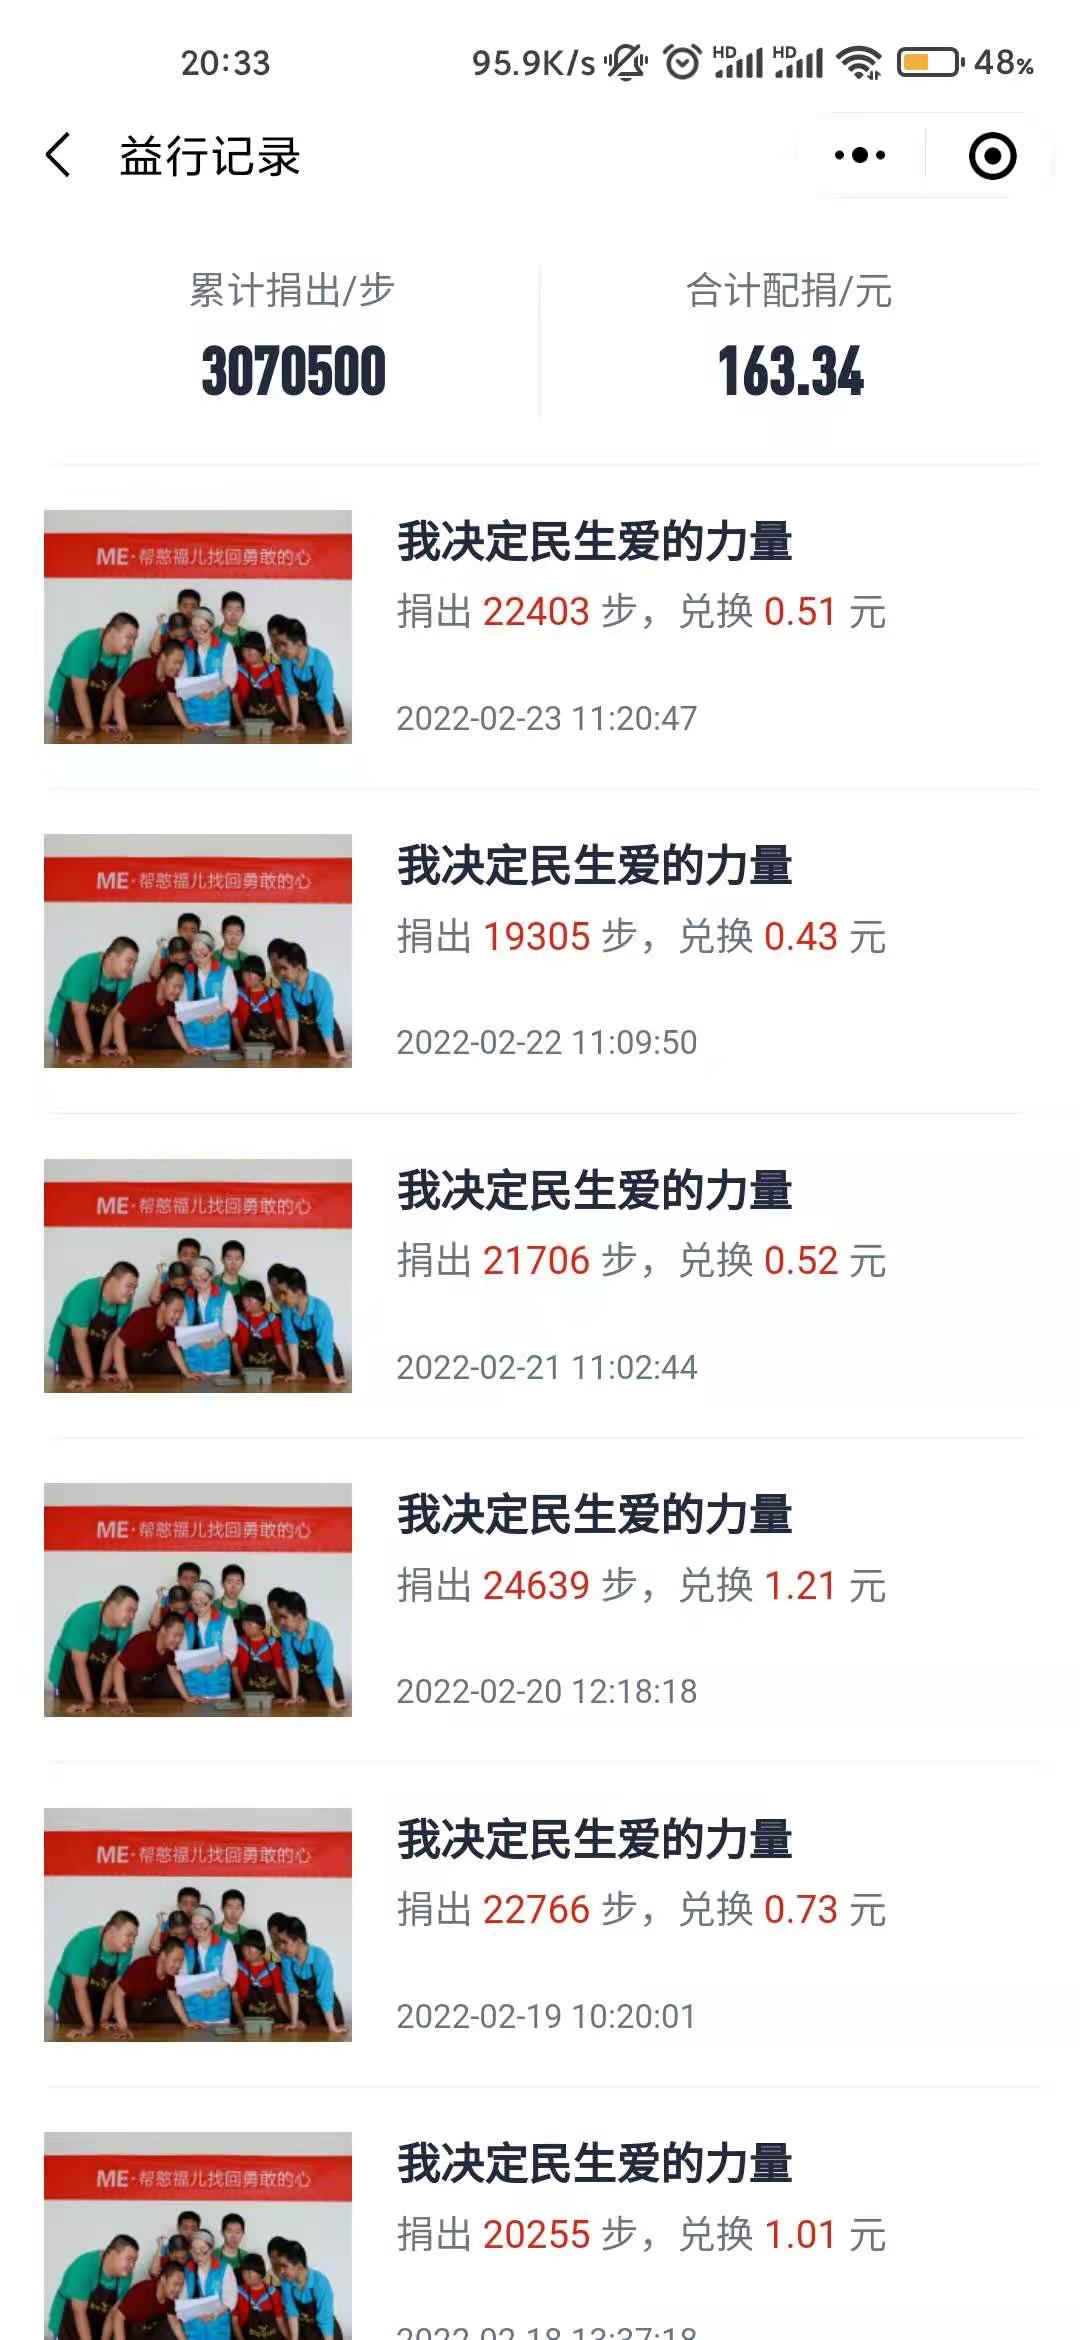 20:33 95.9K/s HD HD 48%
益行记录
累计捐出/步 合计配捐/元
3070500 163.34
ME·帮憨福儿找回勇敢的心
我决定民生爱的力量
捐出 22403 步，兑换 0.51 元
2022-02-23 11:20:47
ME·帮憨福儿找回勇敢的心
我决定民生爱的力量
捐出 19305 步，兑换 0.43 元
2022-02-22 11:09:50
ME·帮憨福儿找回勇敢的心
我决定民生爱的力量
捐出 21706 步，兑换 0.52 元
2022-02-21 11:02:44
ME·帮憨福儿找回勇敢的心
我决定民生爱的力量
捐出 24639 步，兑换 1.21 元
2022-02-20 12:18:18
ME·帮憨福儿找回勇敢的心
我决定民生爱的力量
捐出 22766 步，兑换 0.73 元
2022-02-19 10:20:01
ME·帮憨福儿找回勇敢的心
我决定民生爱的力量
捐出 20255 步，兑换 1.01 元
2022-02-18 13:37:18